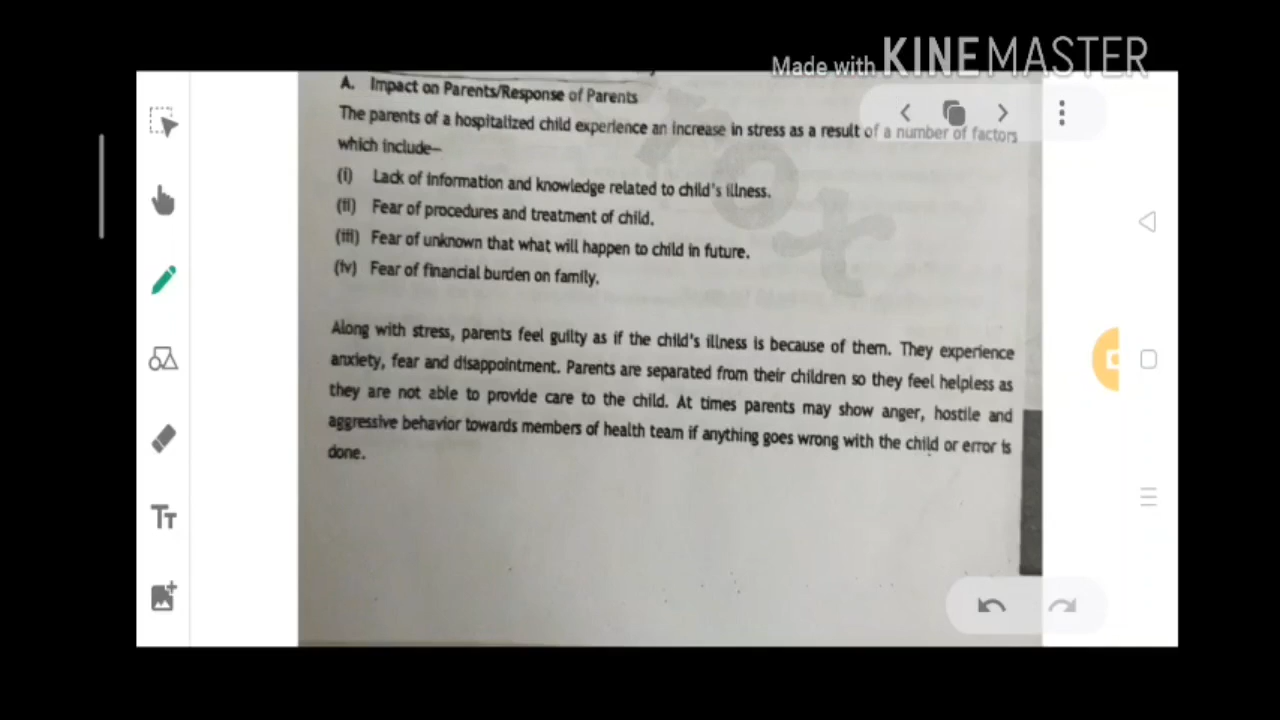 Made with KINEMASTER
A. Impact on Parents/Response of Parents
The parents of a hospitalized child experience an increase in stress as a result of a number of factors
which include—
(i) Lack of information and knowledge related to child's illness.
(ii) Fear of procedures and treatment of child.
(iii) Fear of unknown that what will happen to child in future.
(iv) Fear of financial burden on family.
Along with stress, parents feel guilty as if the child's illness is because of them. They experience
anxiety, fear and disappointment. Parents are separated from their children so they feel helpless as
they are not able to provide care to the child. At times parents may show anger, hostile and
aggressive behavior towards members of health team if anything goes wrong with the child or error is
done.
TT